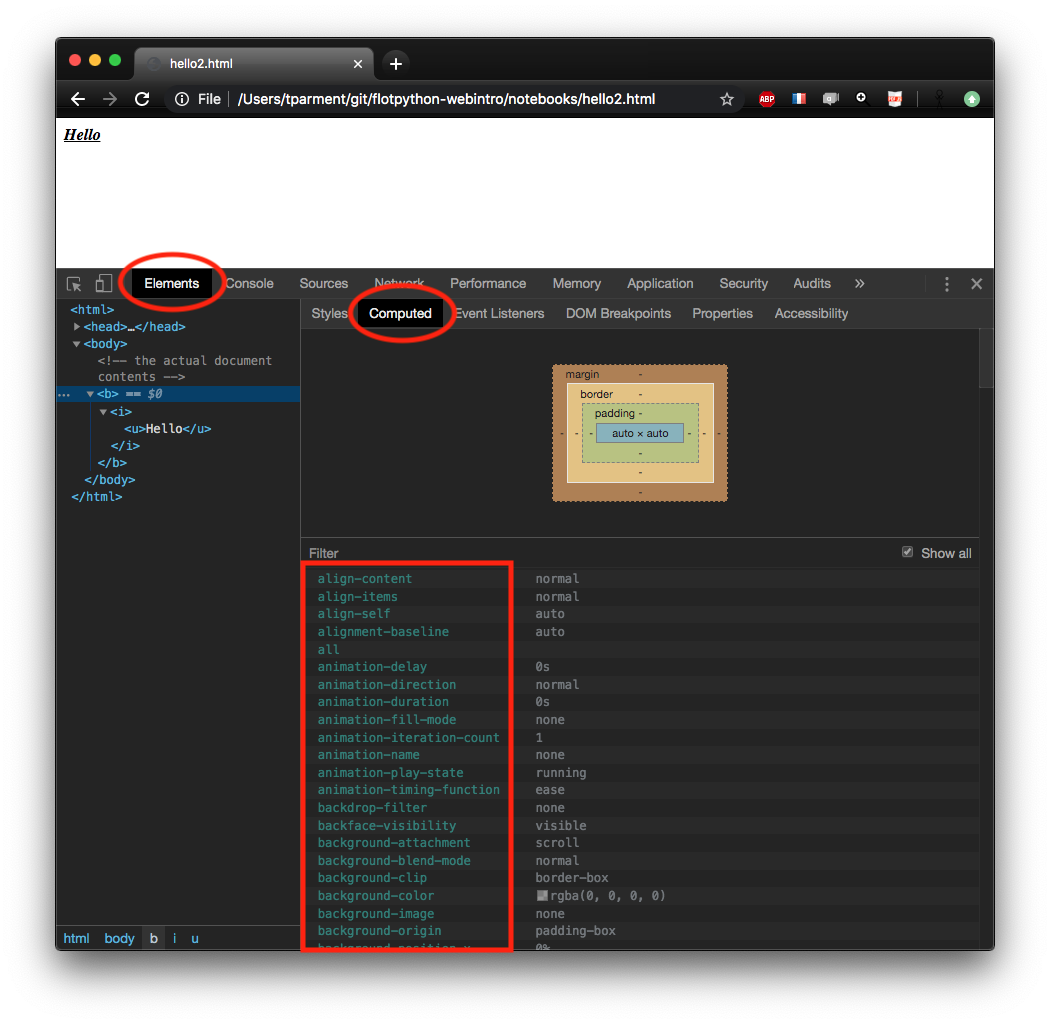 hello2.html
File /Users/tparment/git/flotpython-webintro/notebooks/hello2.html
ABP
Hello
Elements Console Sources Network Performance Memory Application Security Audits »
<html>
<head>…</head>
<body>
<!-- the actual document
contents -->
… <b> == $0
<i>
<u>Hello</u>
</i>
</b>
</body>
</html>
html body b i u
Styles Computed Event Listeners DOM Breakpoints Properties Accessibility
margin -
border -
padding -
- - - auto × auto - - -
-
-
-
Filter Show all
align-content normal
align-items normal
align-self auto
alignment-baseline auto
all
animation-delay 0s
animation-direction normal
animation-duration 0s
animation-fill-mode none
animation-iteration-count 1
animation-name none
animation-play-state running
animation-timing-function ease
backdrop-filter none
backface-visibility visible
background-attachment scroll
background-blend-mode normal
background-clip border-box
background-color rgba(0, 0, 0, 0)
background-image none
background-origin padding-box
background-position-x 0%